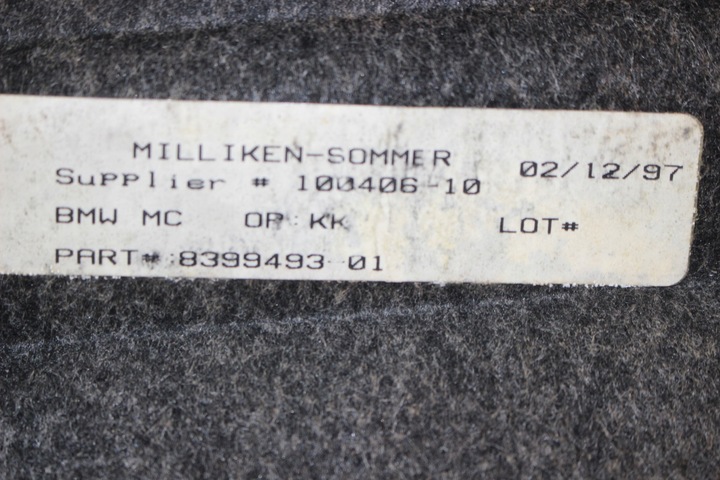 MILLIKEN-SOMMER 02/12/97
Supplier # 100406-10
BMW MC OP: KK LOT#
PART#:8399493 01